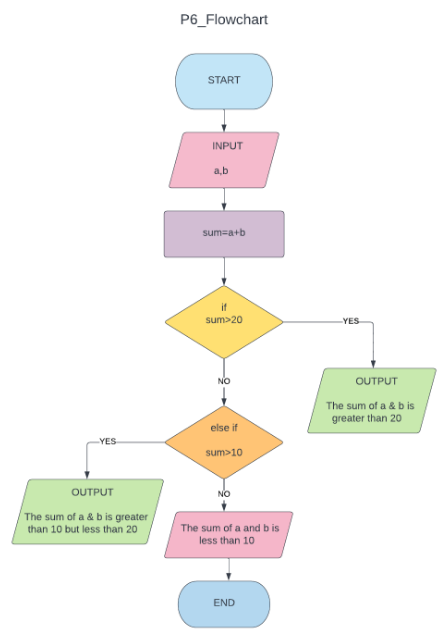 P6_Flowchart
START
INPUT
a,b
sum=a+b
if
sum>20
YES
NO
OUTPUT
The sum of a & b is
greater than 20
else if
sum>10
YES
NO
OUTPUT
The sum of a & b is greater
than 10 but less than 20
The sum of a and b is
less than 10
END